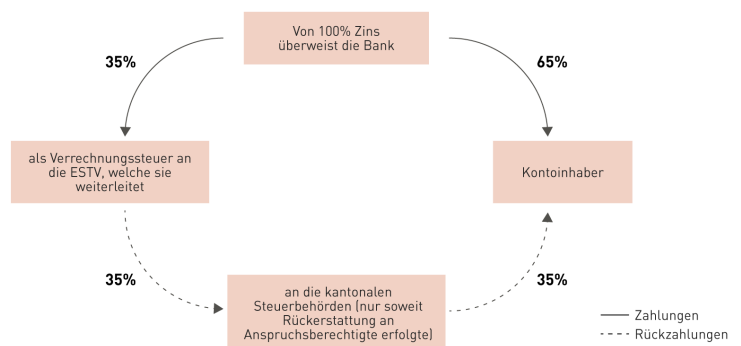 Von 100% Zins
überweist die Bank
35%
65%
als Verrechnungssteuer an
die ESTV, welche sie
weiterleitet
Kontoinhaber
35%
35%
an die kantonalen
Steuerbehörden (nur soweit
Rückerstattung an
Anspruchsberechtigte erfolgte)
Zahlungen
Rückzahlungen